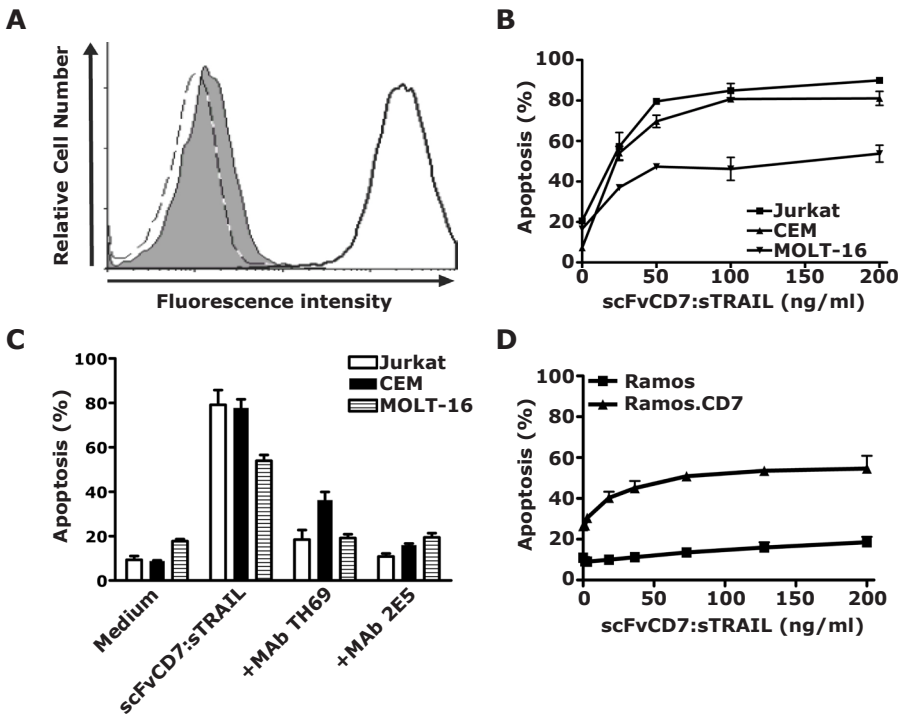 A
Relative Cell Number
Fluorescence intensity
B
Apoptosis (%)
100
80
60
40
20
0
Jurkat
CEM
MOLT-16
0 50 100 150 200
scFvCD7:sTRAIL (ng/ml)
C
Apoptosis (%)
100
80
60
40
20
0
Jurkat
CEM
MOLT-16
Medium
scFvCD7:sTRAIL
+MAb TH69
+MAb 2E5
D
Apoptosis (%)
100
80
60
40
20
0
Ramos
Ramos.CD7
0 50 100 150 200
scFvCD7:sTRAIL (ng/ml)